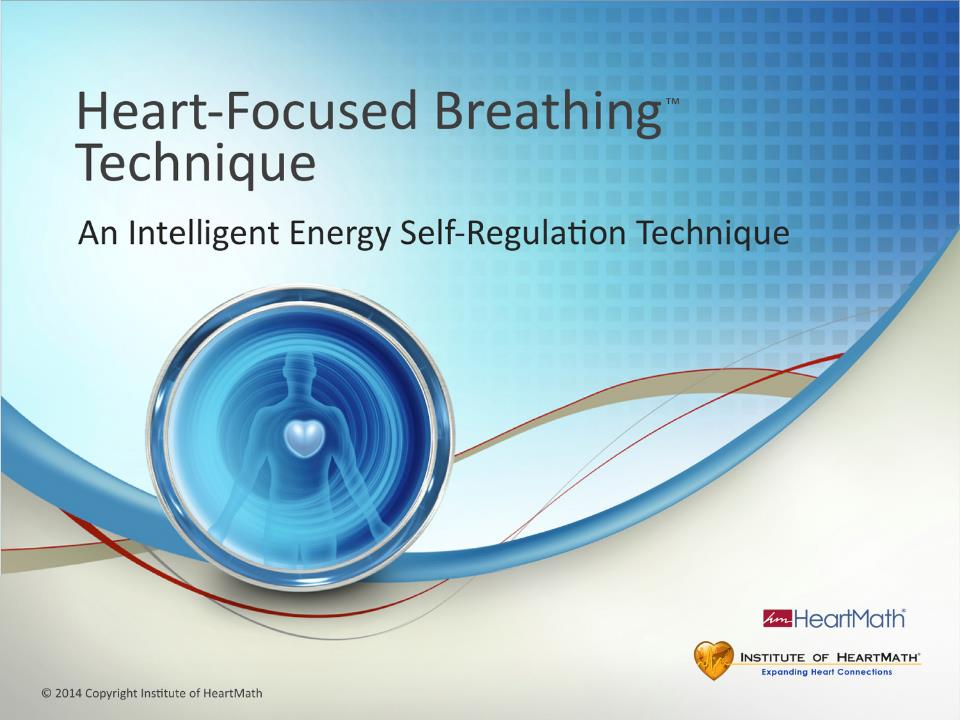 Heart-Focused Breathing™
Technique
An Intelligent Energy Self-Regulation Technique
hm HeartMath®
INSTITUTE OF HEARTMATH®
Expanding Heart Connections
© 2014 Copyright Institute of HeartMath